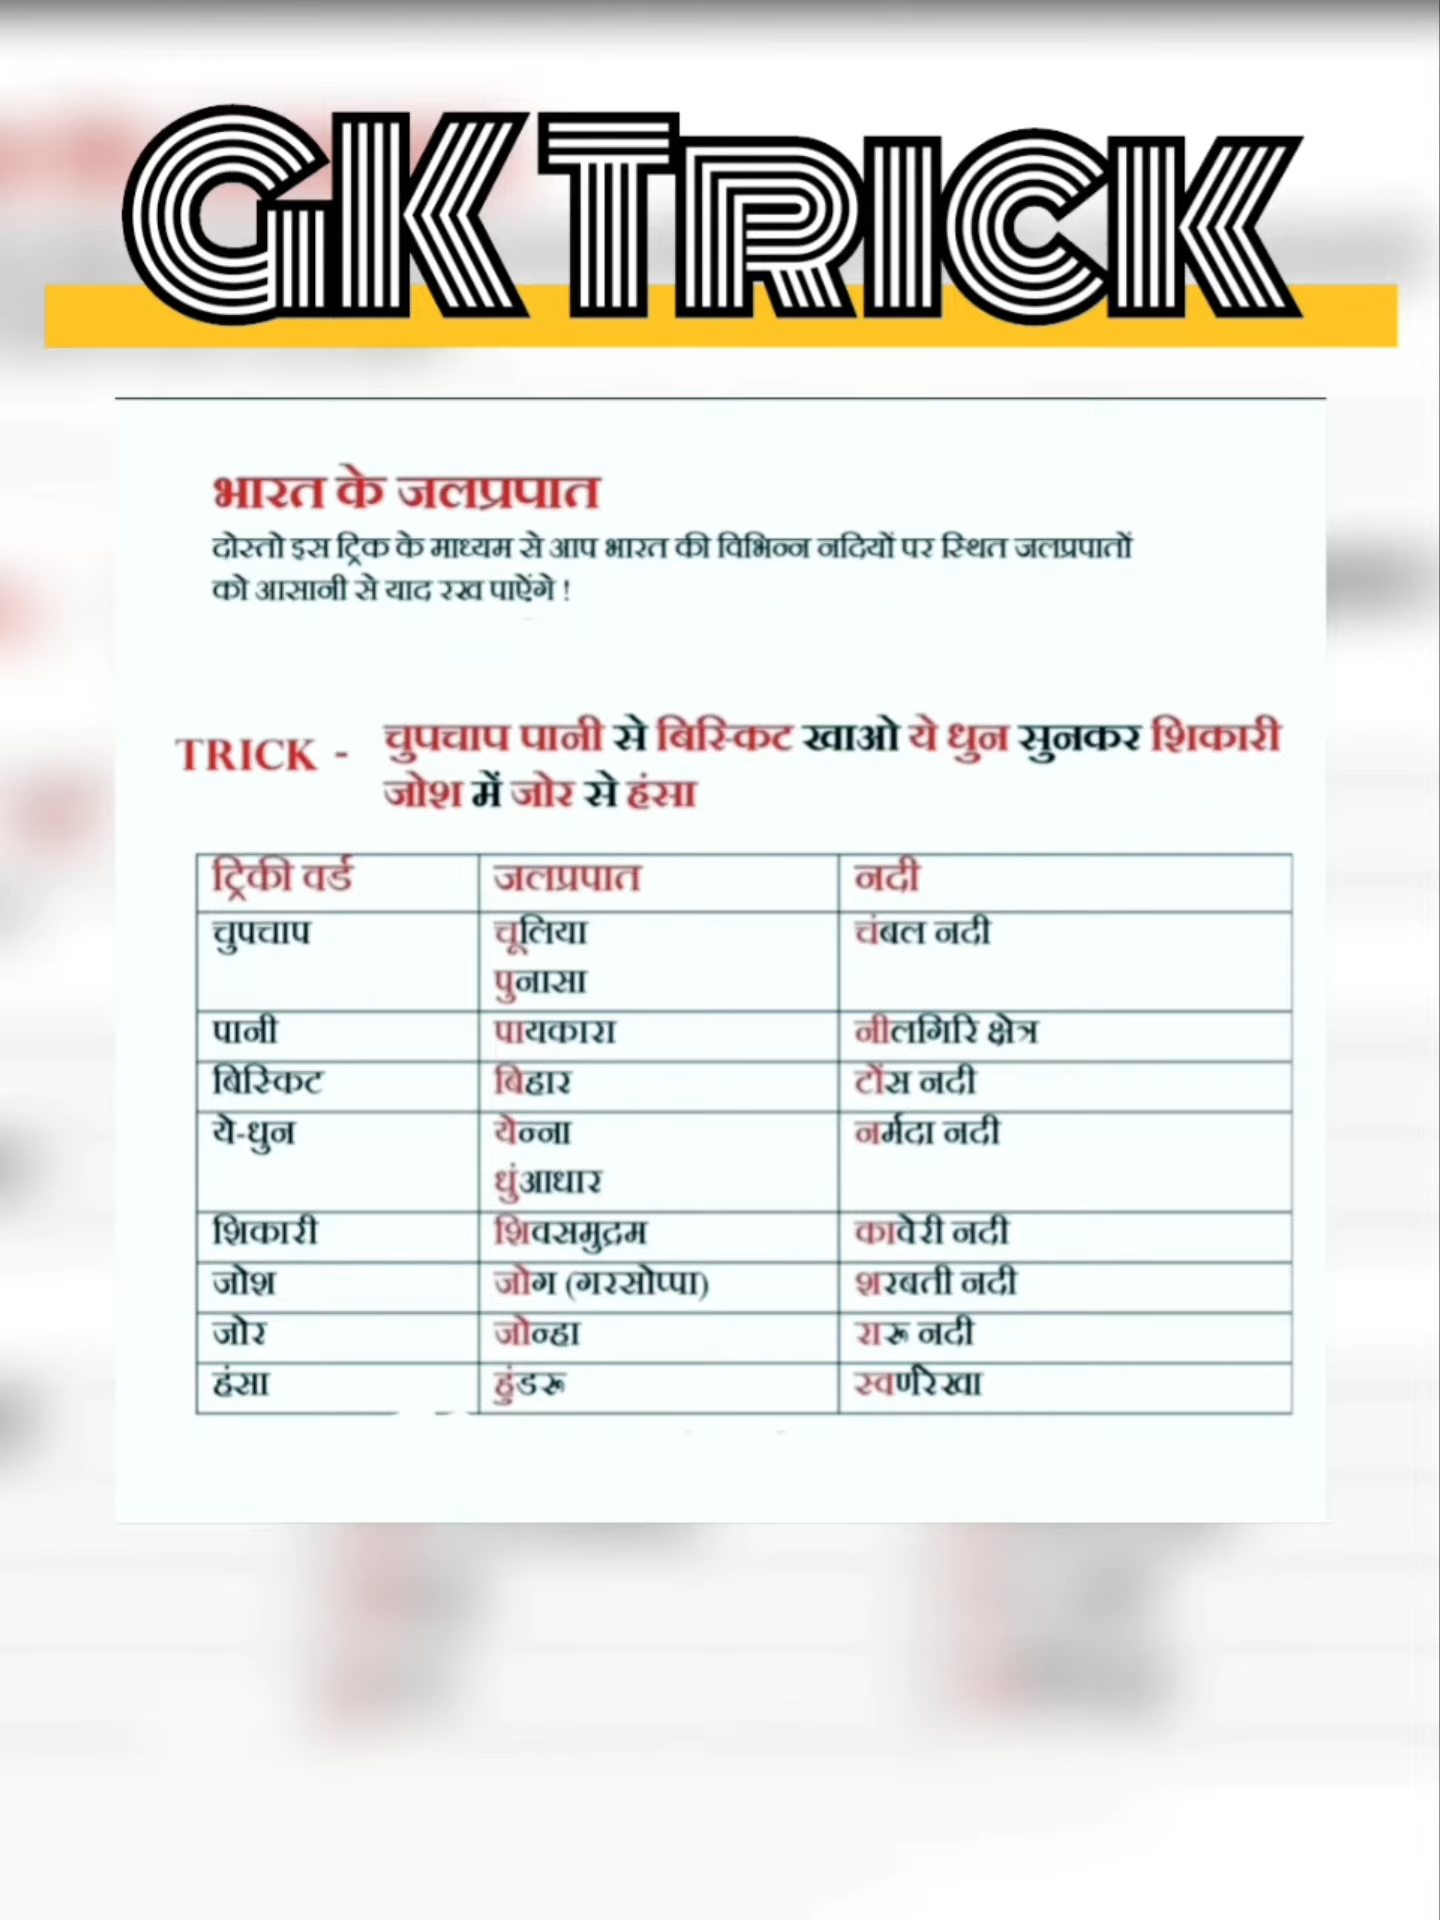 GK TRICK
भारत के जलप्रपात
दोस्तो इस ट्रिक के माध्यम से आप भारत की विभिन्न नदियों पर स्थित जलप्रपातों
को आसानी से याद रख पाऐंगे !
TRICK - चुपचाप पानी से बिस्किट खाओ ये धुन सुनकर शिकारी
जोश में जोर से हंसा
ट्रिकी वर्ड जलप्रपात नदी
चुपचाप चूलिया चंबल नदी
पुनासा
पानी पायकारा नीलगिरि क्षेत्र
बिस्किट बिहार टोंस नदी
ये-धुन येन्ना नर्मदा नदी
धुंआधार
शिकारी शिवसमुद्रम कावेरी नदी
जोश जोग (गरसोप्पा) शरबती नदी
जोर जोन्हा रारू नदी
हंसा हुंडरू स्वर्णरेखा